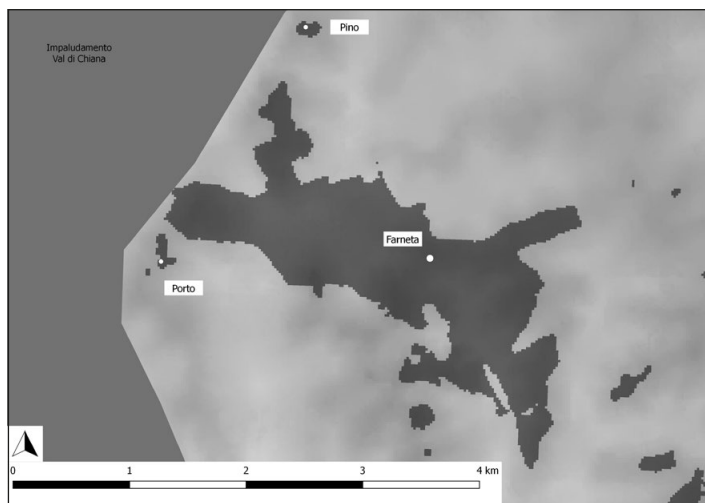 Impaludamento
Val di Chiana
Pino
Farneta
Porto
0 1 2 3 4 km